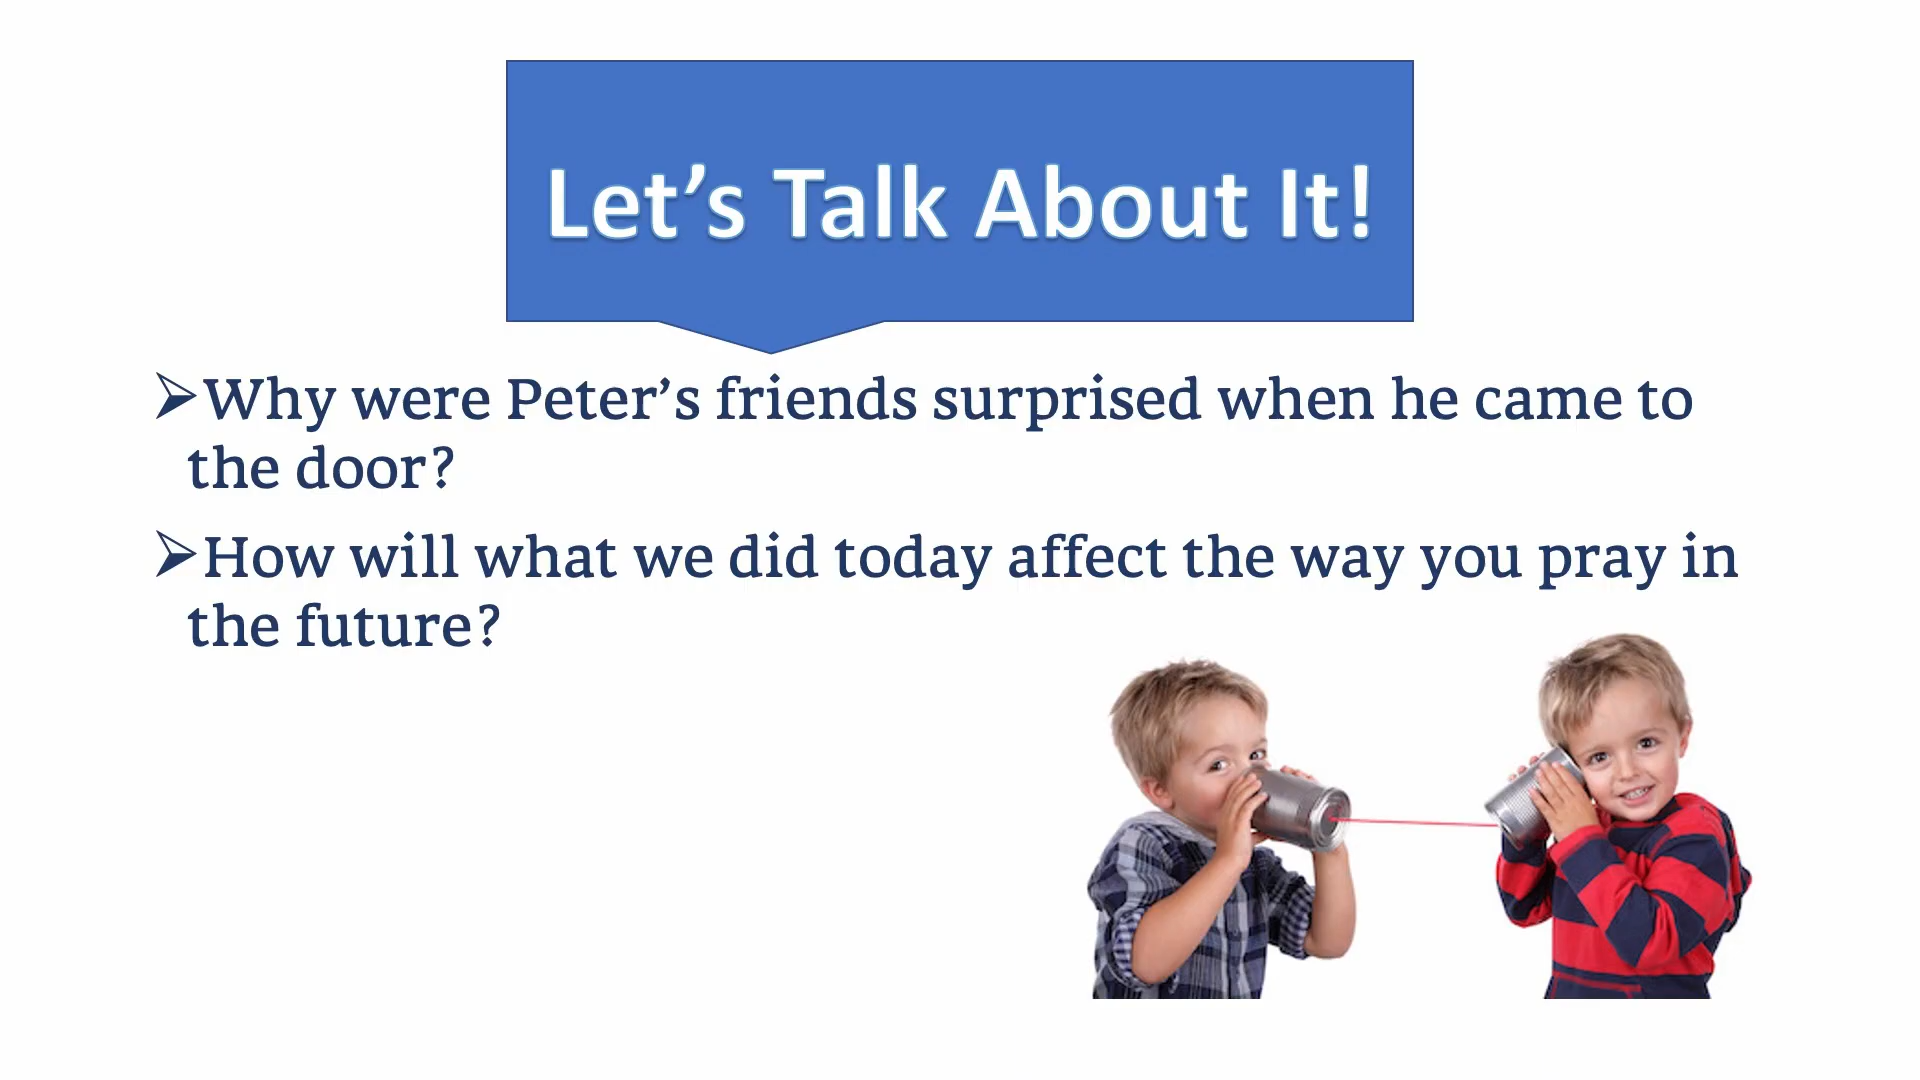 Let’s Talk About It!
➢Why were Peter’s friends surprised when he came to
the door?
➢How will what we did today affect the way you pray in
the future?